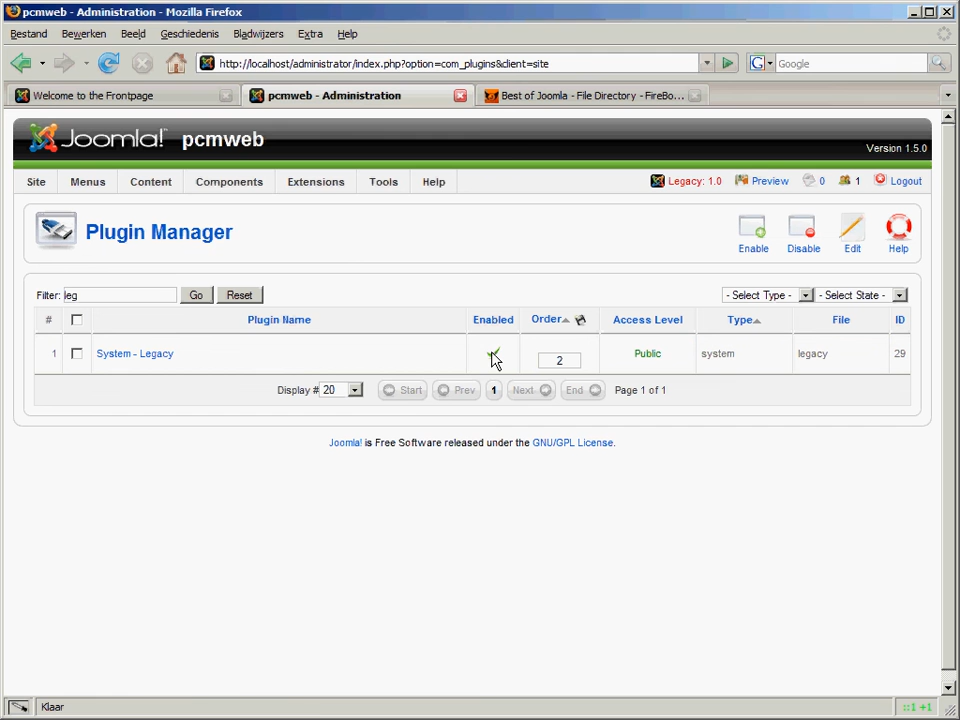 pcmweb - Administration - Mozilla Firefox
Bestand Bewerken Beeld Geschiedenis Bladwijzers Extra Help
http://localhost/administrator/index.php?option=com_plugins&client=site
G Google
Welcome to the Frontpage
pcmweb - Administration
Best of Joomla - File Directory - FireBo...
Joomla!™ pcmweb
Version 1.5.0
Site Menus Content Components Extensions Tools Help
Legacy: 1.0 Preview 0 1 Logout
Plugin Manager
Enable Disable Edit Help
Filter: leg Go Reset
- Select Type - - Select State -
# Plugin Name Enabled Order Access Level Type File ID
1 System - Legacy 2 Public system legacy 29
Display # 20 Start Prev 1 Next End Page 1 of 1
Joomla! is Free Software released under the GNU/GPL License.
Klaar
::1 +1